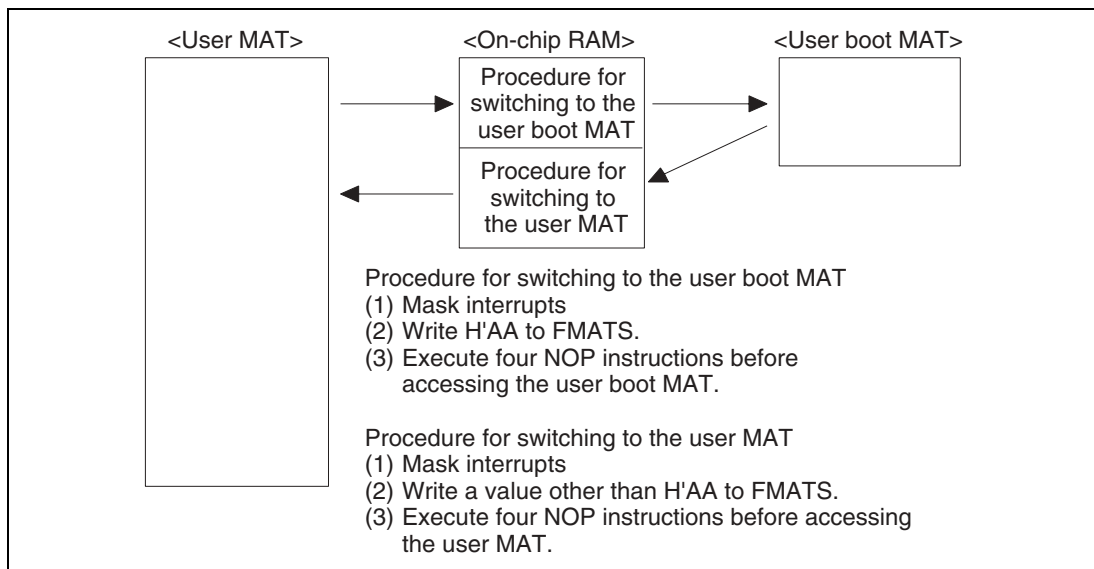 <User MAT> <On-chip RAM> <User boot MAT>
Procedure for
switching to the
user boot MAT
Procedure for
switching to
the user MAT
Procedure for switching to the user boot MAT
(1) Mask interrupts
(2) Write H'AA to FMATS.
(3) Execute four NOP instructions before
accessing the user boot MAT.
Procedure for switching to the user MAT
(1) Mask interrupts
(2) Write a value other than H'AA to FMATS.
(3) Execute four NOP instructions before accessing
the user MAT.